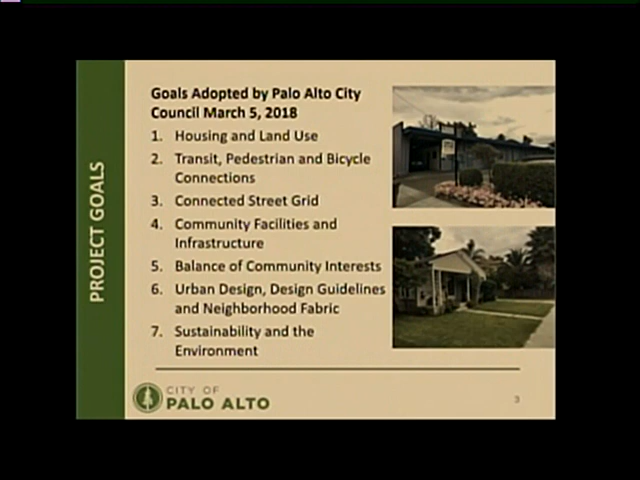 PROJECT GOALS
Goals Adopted by Palo Alto City
Council March 5, 2018
1. Housing and Land Use
2. Transit, Pedestrian and Bicycle
Connections
3. Connected Street Grid
4. Community Facilities and
Infrastructure
5. Balance of Community Interests
6. Urban Design, Design Guidelines
and Neighborhood Fabric
7. Sustainability and the
Environment
CITY OF
PALO ALTO
3